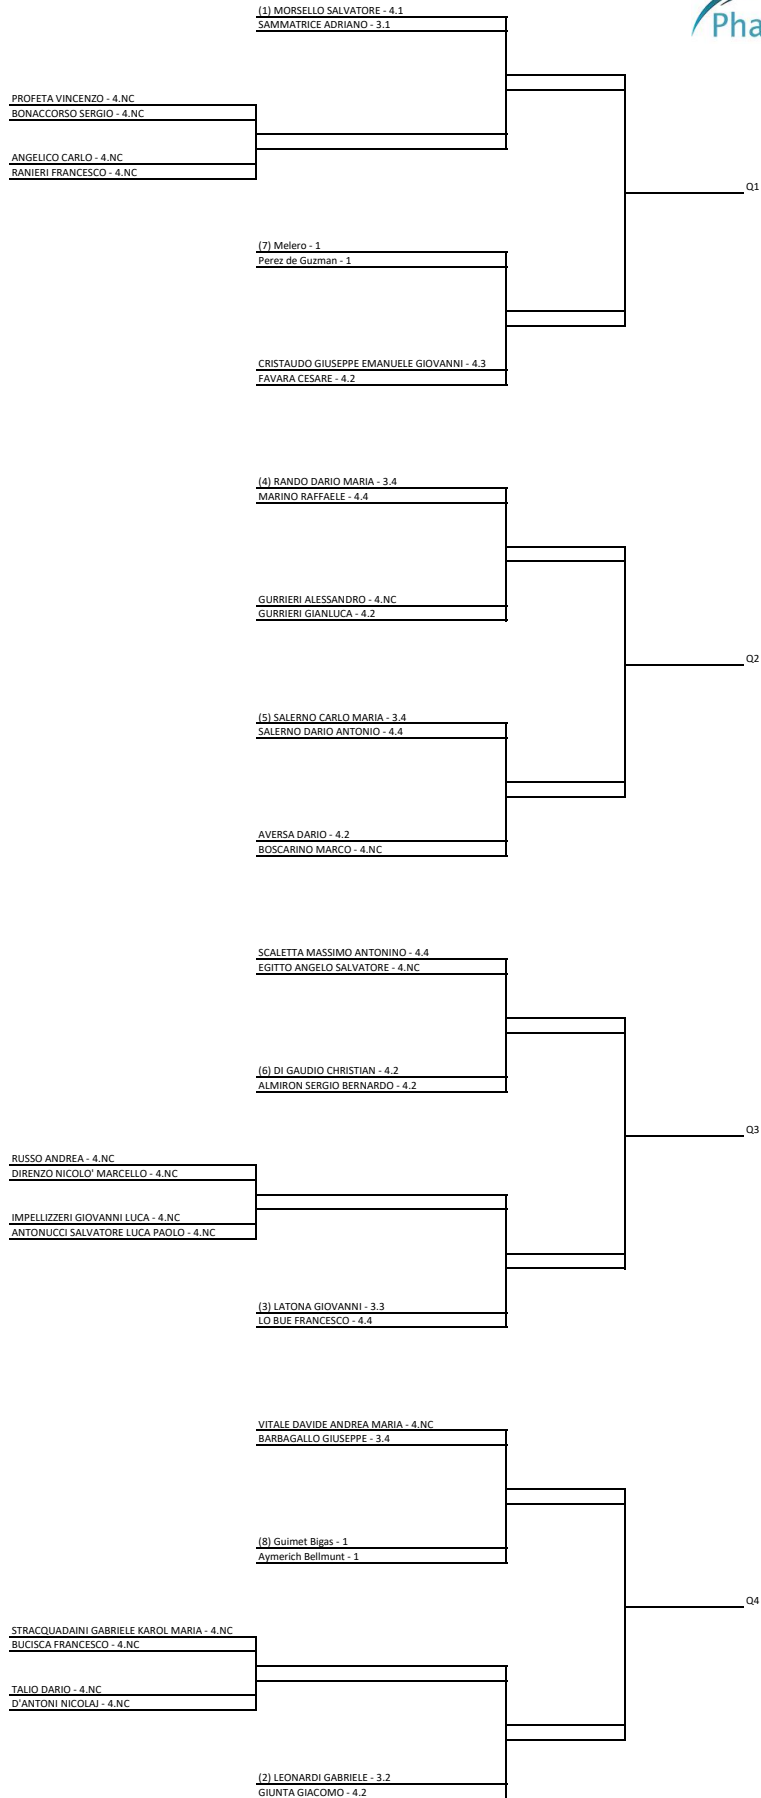 (1) MORSELLO SALVATORE - 4.1
SAMMATRICE ADRIANO - 3.1
Pha
PROFETA VINCENZO - 4.NC
BONACCORSO SERGIO - 4.NC
ANGELICO CARLO - 4.NC
RANIERI FRANCESCO - 4.NC
Q1
(7) Melero - 1
Perez de Guzman - 1
CRISTAUDO GIUSEPPE EMANUELE GIOVANNI - 4.3
FAVARA CESARE - 4.2
(4) RANDO DARIO MARIA - 3.4
MARINO RAFFAELE - 4.4
GURRIERI ALESSANDRO - 4.NC
GURRIERI GIANLUCA - 4.2
Q2
(5) SALERNO CARLO MARIA - 3.4
SALERNO DARIO ANTONIO - 4.4
AVERSA DARIO - 4.2
BOSCARINO MARCO - 4.NC
SCALETTA MASSIMO ANTONINO - 4.4
EGITTO ANGELO SALVATORE - 4.NC
(6) DI GAUDIO CHRISTIAN - 4.2
ALMIRON SERGIO BERNARDO - 4.2
Q3
RUSSO ANDREA - 4.NC
DIRENZO NICOLO' MARCELLO - 4.NC
IMPELLIZZERI GIOVANNI LUCA - 4.NC
ANTONUCCI SALVATORE LUCA PAOLO - 4.NC
(3) LATONA GIOVANNI - 3.3
LO BUE FRANCESCO - 4.4
VITALE DAVIDE ANDREA MARIA - 4.NC
BARBAGALLO GIUSEPPE - 3.4
(8) Guimet Bigas - 1
Aymerich Bellmunt - 1
Q4
STRACQUADAINI GABRIELE KAROL MARIA - 4.NC
BUCISCA FRANCESCO - 4.NC
TALIO DARIO - 4.NC
D'ANTONI NICOLAJ - 4.NC
(2) LEONARDI GABRIELE - 3.2
GIUNTA GIACOMO - 4.2